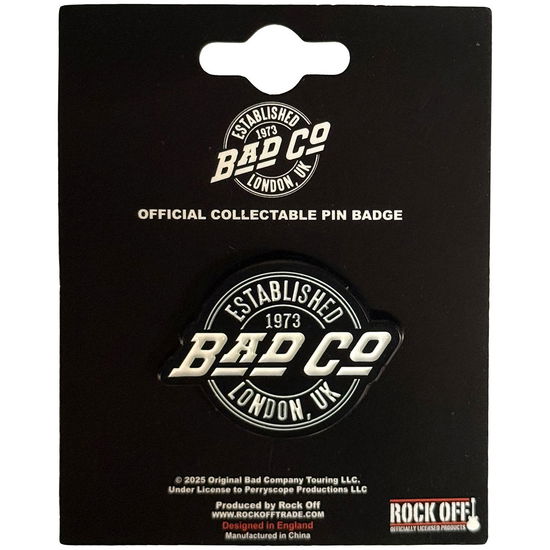 ESTABLISHED
1973
BAD CO
LONDON, UK
OFFICIAL COLLECTABLE PIN BADGE
ESTABLISHED
1973
BAD CO
LONDON, UK
© 2025 Original Bad Company Touring LLC.
Under License to Perryscope Productions LLC
Produced by Rock Off
WWW.ROCKOFFTRADE.COM
Designed in England
Manufactured in China
ROCK OFF!
OFFICIALLY LICENSED PRODUCTS